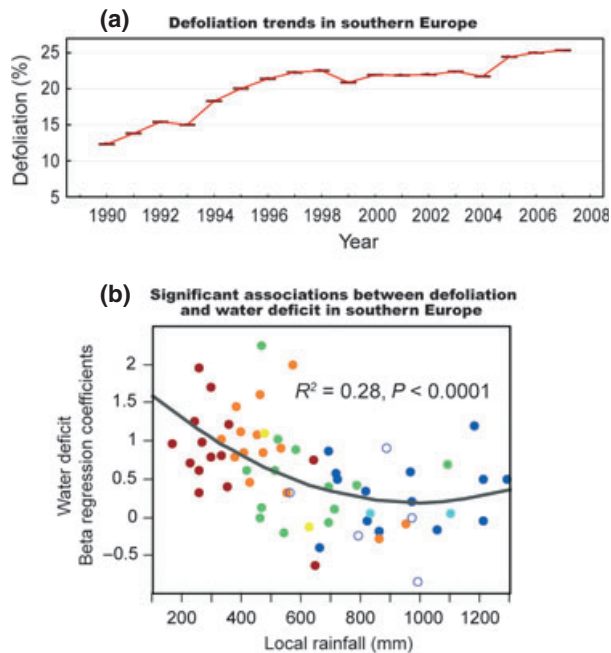 (a) Defoliation trends in southern Europe
Defoliation (%)
25
20
15
10
5
1990 1992 1994 1996 1998 2000 2002 2004 2006 2008
Year
(b) Significant associations between defoliation
and water deficit in southern Europe
Water deficit
Beta regression coefficients
2
1.5
1
0.5
0
−0.5
R² = 0.28, P < 0.0001
200 400 600 800 1000 1200
Local rainfall (mm)